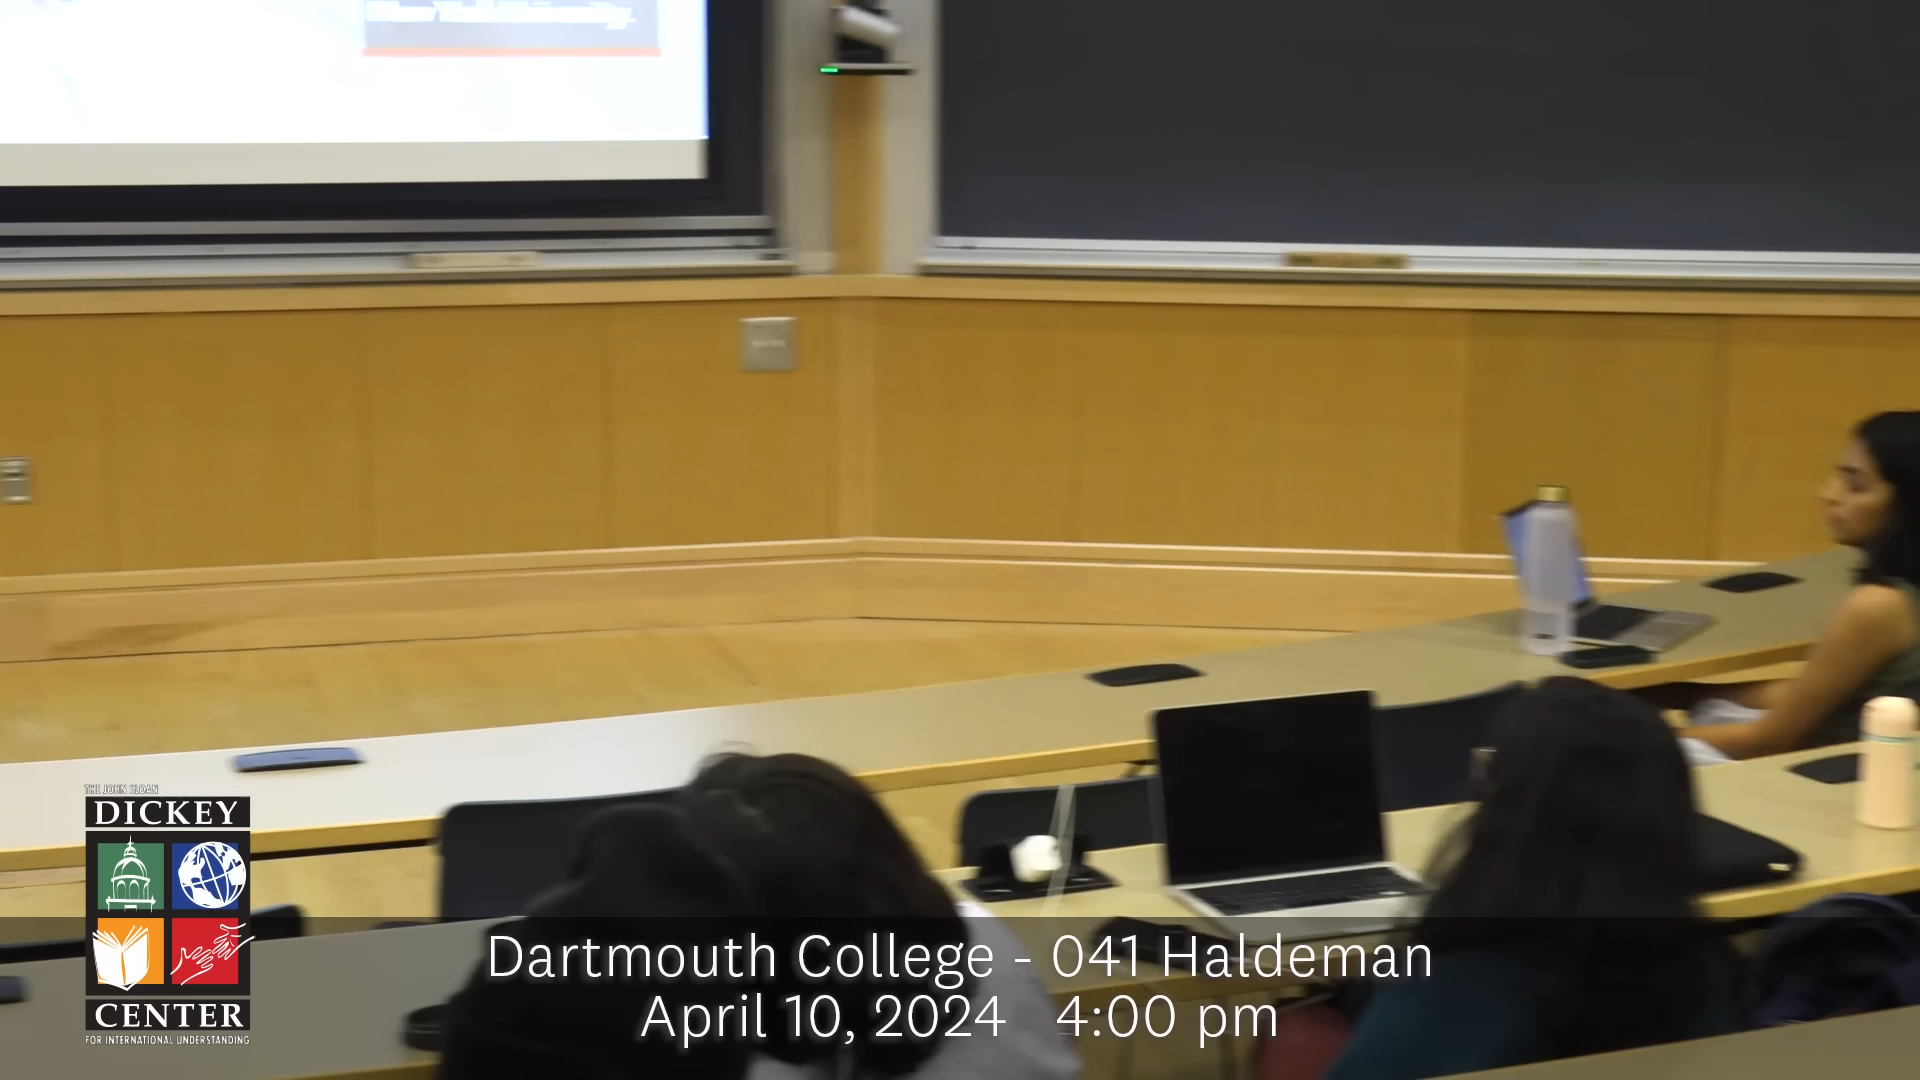 THE JOHN SLOAN
DICKEY
CENTER
FOR INTERNATIONAL UNDERSTANDING
Dartmouth College - 041 Haldeman
April 10, 2024 4:00 pm